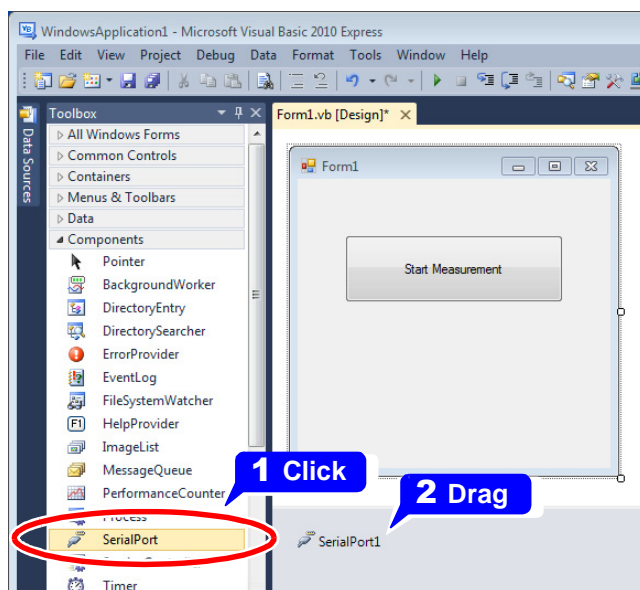 WindowsApplication1 - Microsoft Visual Basic 2010 Express
File Edit View Project Debug Data Format Tools Window Help
Data Sources
Toolbox
All Windows Forms
Common Controls
Containers
Menus & Toolbars
Data
Components
Pointer
BackgroundWorker
DirectoryEntry
DirectorySearcher
ErrorProvider
EventLog
FileSystemWatcher
HelpProvider
ImageList
MessageQueue
PerformanceCounter
Process
SerialPort
Timer
Form1.vb [Design]*
Form1
Start Measurement
1 Click
2 Drag
SerialPort1